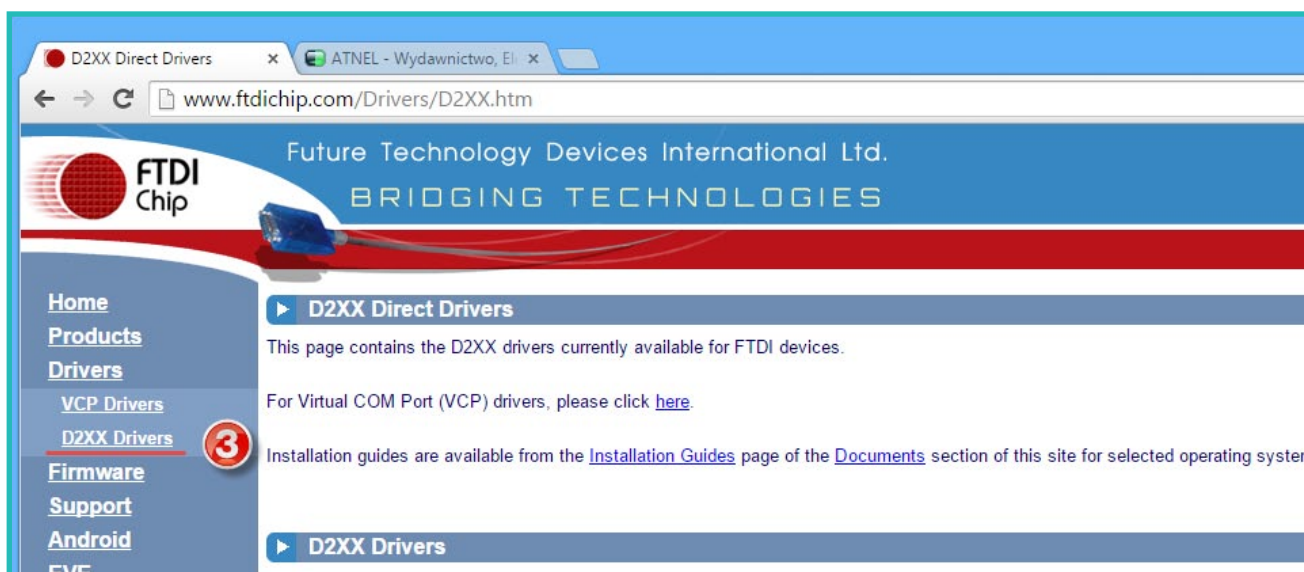 D2XX Direct Drivers
ATNEL - Wydawnictwo, El
www.ftdichip.com/Drivers/D2XX.htm
FTDI
Chip
Future Technology Devices International Ltd.
BRIDGING TECHNOLOGIES
Home
Products
Drivers
VCP Drivers
D2XX Drivers
3
Firmware
Support
Android
EVE
D2XX Direct Drivers
This page contains the D2XX drivers currently available for FTDI devices.
For Virtual COM Port (VCP) drivers, please click here.
Installation guides are available from the Installation Guides page of the Documents section of this site for selected operating syster
D2XX Drivers